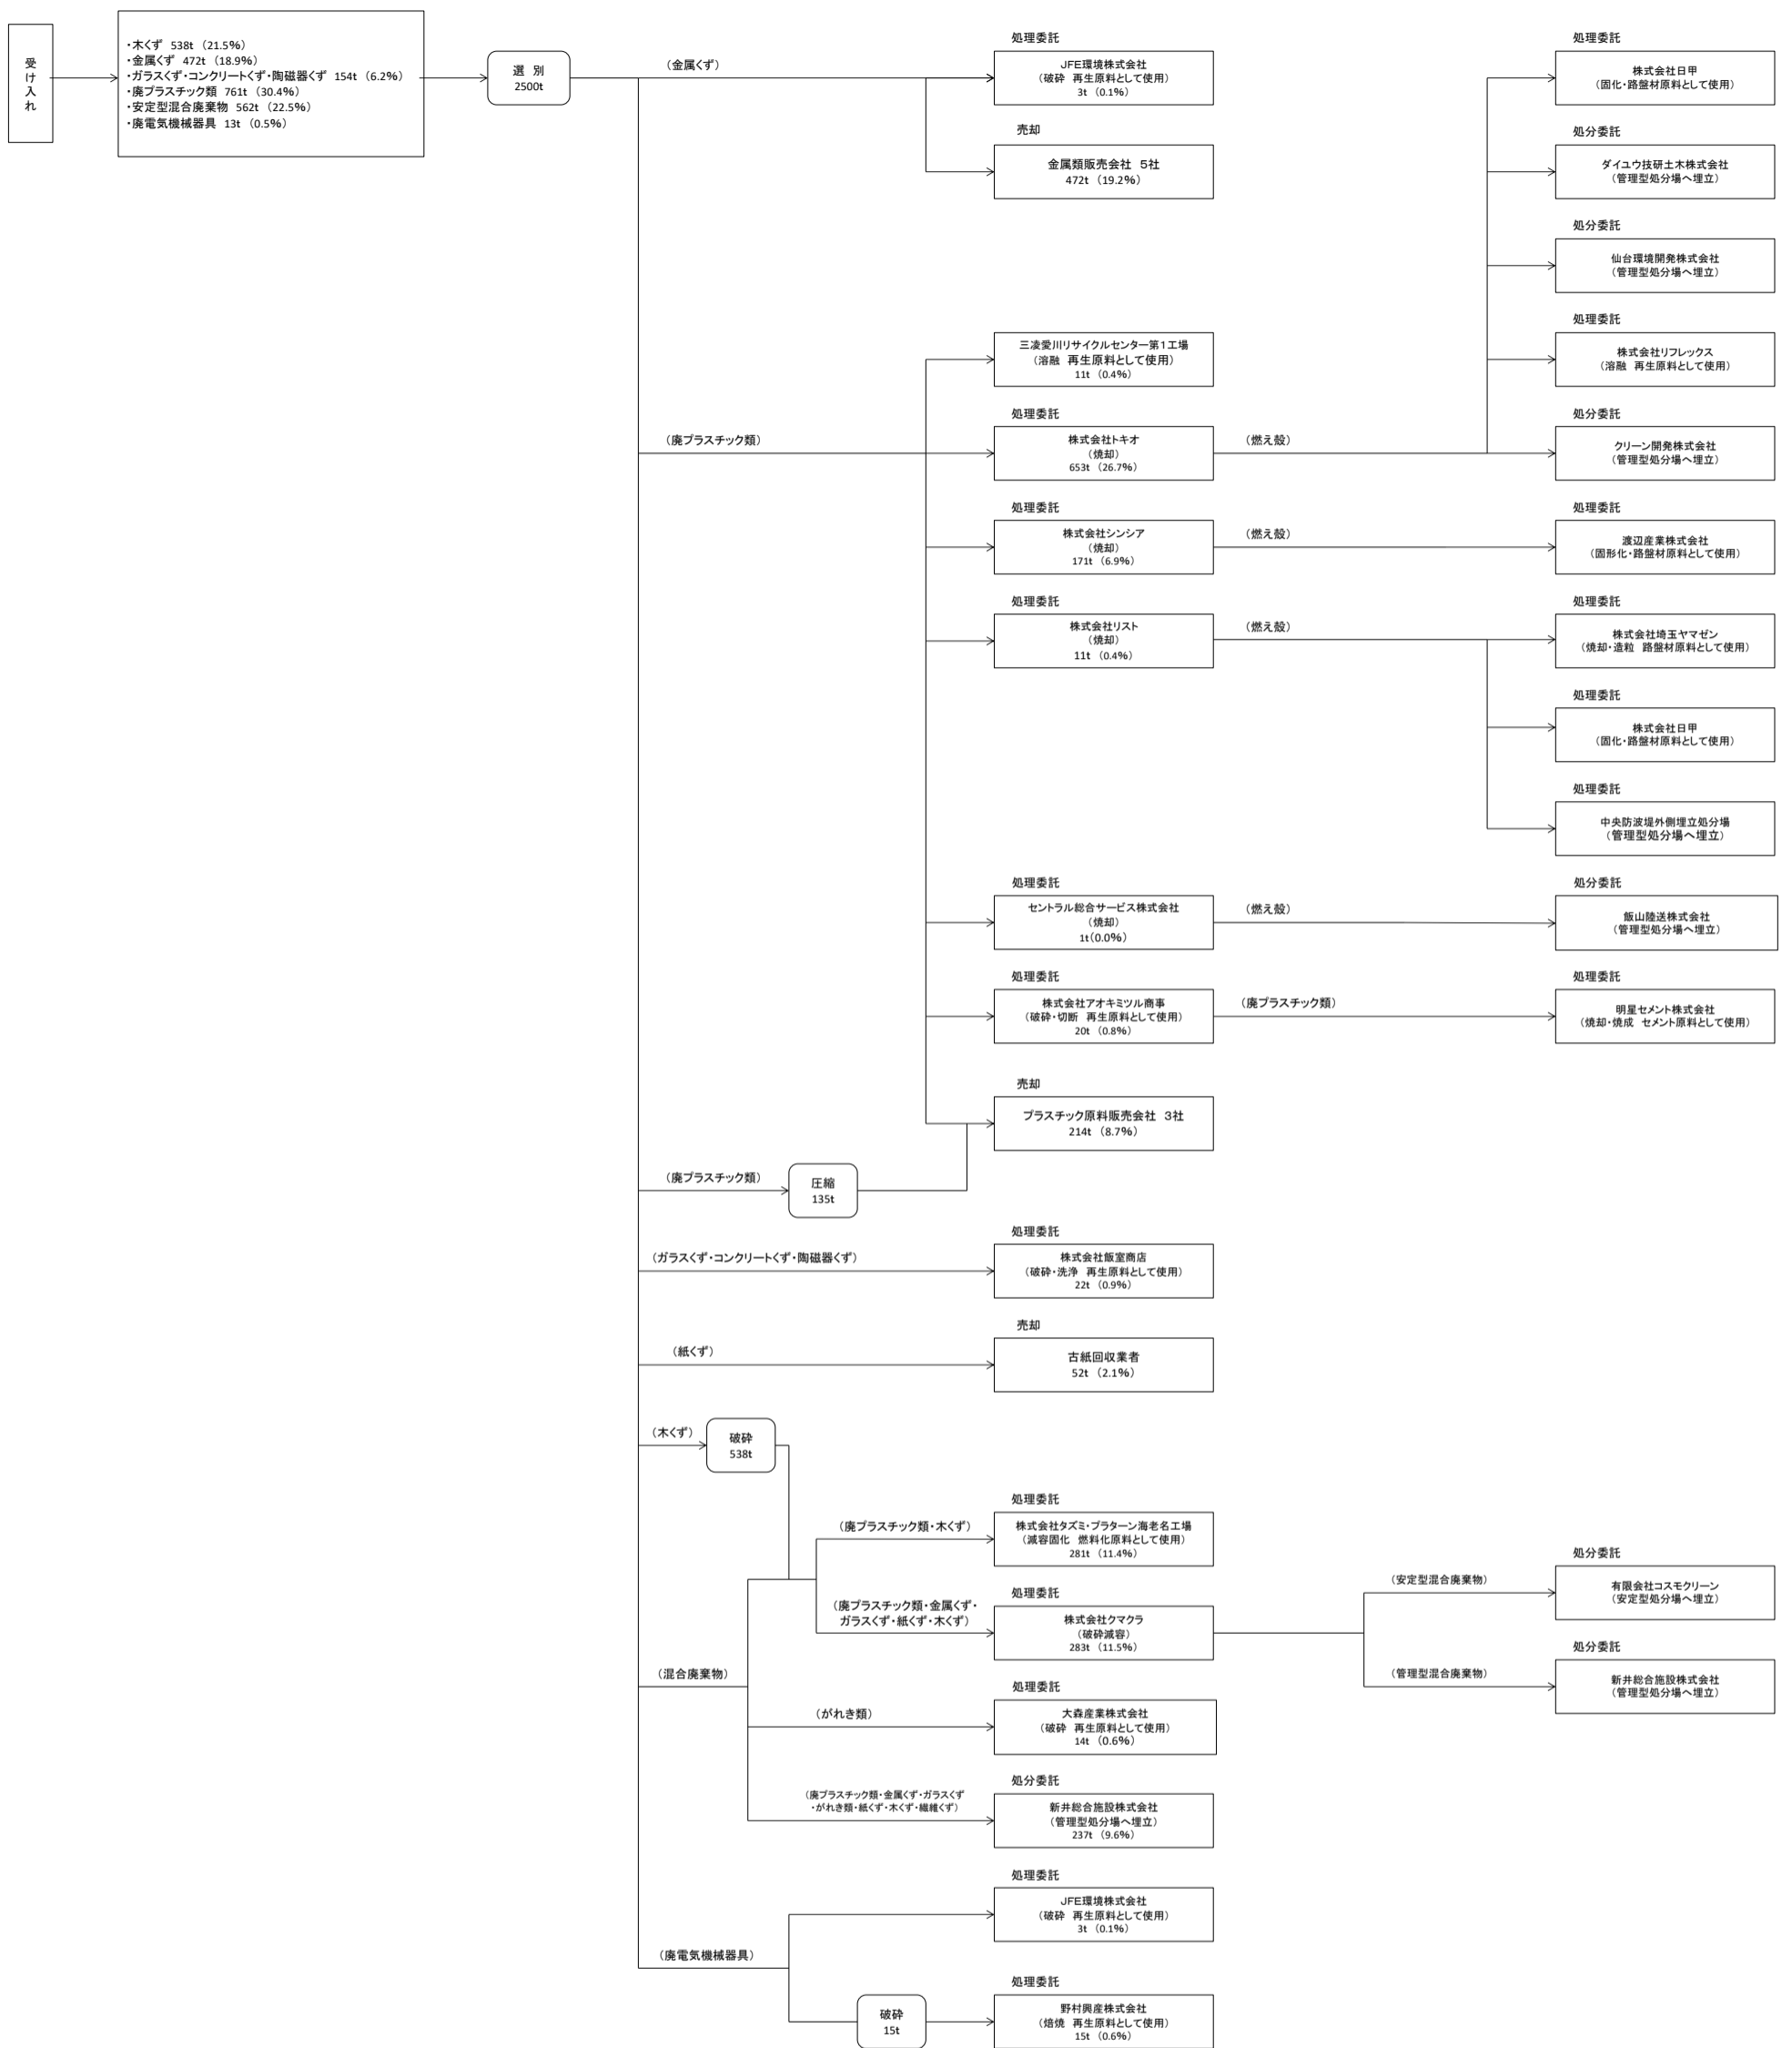 受け入れ
・木くず 538t （21.5%）
・金属くず 472t （18.9%）
・ガラスくず・コンクリートくず・陶磁器くず 154t （6.2%）
・廃プラスチック類 761t （30.4%）
・安定型混合廃棄物 562t （22.5%）
・廃電気機械器具 13t （0.5%）
選 別
2500t
（金属くず）
処理委託
JFE環境株式会社
（破砕 再生原料として使用）
3t （0.1%）
売却
金属類販売会社 5社
472t （19.2%）
処理委託
株式会社日甲
（固化・路盤材原料として使用）
処分委託
ダイユウ技研土木株式会社
（管理型処分場へ埋立）
処分委託
仙台環境開発株式会社
（管理型処分場へ埋立）
処理委託
株式会社リフレックス
（溶融 再生原料として使用）
処分委託
クリーン開発株式会社
（管理型処分場へ埋立）
三凌愛川リサイクルセンター第1工場
（溶融 再生原料として使用）
11t （0.4%）
（廃プラスチック類）
処理委託
株式会社トキオ
（焼却）
653t （26.7%）
（燃え殻）
処理委託
株式会社シンシア
（焼却）
171t （6.9%）
（燃え殻）
処理委託
渡辺産業株式会社
（固形化・路盤材原料として使用）
処理委託
株式会社リスト
（焼却）
11t （0.4%）
（燃え殻）
処理委託
株式会社埼玉ヤマゼン
（焼却・造粒 路盤材原料として使用）
処理委託
株式会社日甲
（固化・路盤材原料として使用）
処理委託
中央防波堤外側埋立処分場
（管理型処分場へ埋立）
処理委託
セントラル総合サービス株式会社
（焼却）
1t(0.0%）
（燃え殻）
処分委託
飯山陸送株式会社
（管理型処分場へ埋立）
処理委託
株式会社アオキミツル商事
（破砕・切断 再生原料として使用）
20t （0.8%）
（廃プラスチック類）
処理委託
明星セメント株式会社
（焼却・焼成 セメント原料として使用）
売却
プラスチック原料販売会社 3社
214t （8.7%）
（廃プラスチック類）
圧縮
135t
（ガラスくず・コンクリートくず・陶磁器くず）
処理委託
株式会社飯室商店
（破砕・洗浄 再生原料として使用）
22t （0.9%）
（紙くず）
売却
古紙回収業者
52t （2.1%）
（木くず）
破砕
538t
（廃プラスチック類・木くず）
処理委託
株式会社タズミ・プラターン海老名工場
（減容固化 燃料化原料として使用）
281t （11.4%）
（廃プラスチック類・金属くず・
ガラスくず・紙くず・木くず）
処理委託
株式会社クマクラ
（破砕減容）
283t （11.5%）
（安定型混合廃棄物）
処分委託
有限会社コスモクリーン
（安定型処分場へ埋立）
（管理型混合廃棄物）
処分委託
新井総合施設株式会社
（管理型処分場へ埋立）
（混合廃棄物）
（がれき類）
処理委託
大森産業株式会社
（破砕 再生原料として使用）
14t （0.6%）
（廃プラスチック類・金属くず・ガラスくず
・がれき類・紙くず・木くず・繊維くず）
処分委託
新井総合施設株式会社
（管理型処分場へ埋立）
237t （9.6%）
（廃電気機械器具）
処理委託
JFE環境株式会社
（破砕 再生原料として使用）
3t （0.1%）
破砕
15t
処理委託
野村興産株式会社
（焙焼 再生原料として使用）
15t （0.6%）